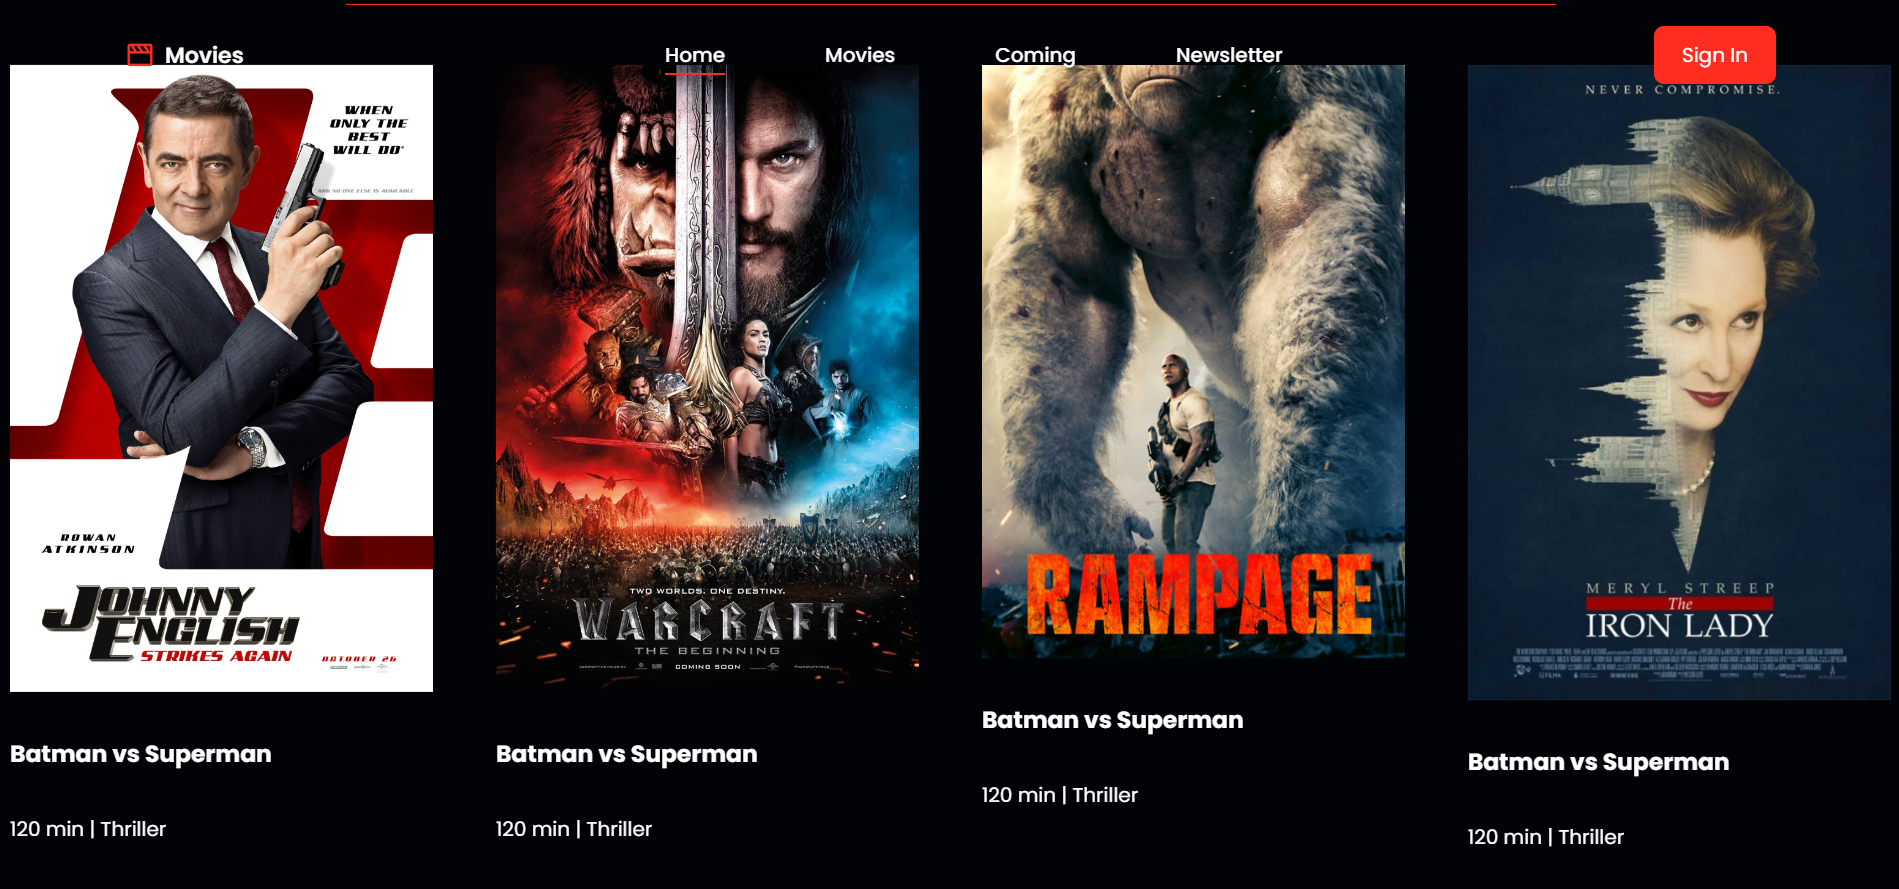 Movies
Home
Movies
Coming
Newsletter
Sign In
WHEN
ONLY THE
BEST
WILL DO*
AND NO ONE ELSE IS AVAILABLE
ROWAN
ATKINSON
JOHNNY
ENGLISH
STRIKES AGAIN
OCTOBER 26
TWO WORLDS. ONE DESTINY.
WARCRAFT
THE BEGINNING
COMING SOON
RAMPAGE
NEVER COMPROMISE.
MERYL STREEP
The
IRON LADY
FILM4
Batman vs Superman
120 min | Thriller
Batman vs Superman
120 min | Thriller
Batman vs Superman
120 min | Thriller
Batman vs Superman
120 min | Thriller